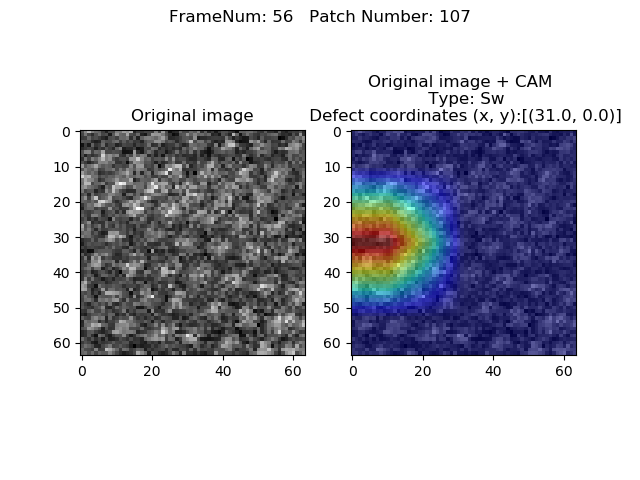 FrameNum: 56   Patch Number: 107
Original image
0
10
20
30
40
50
60
0 20 40 60
Original image + CAM
Type: Sw
Defect coordinates (x, y):[(31.0, 0.0)]
0
10
20
30
40
50
60
0 20 40 60